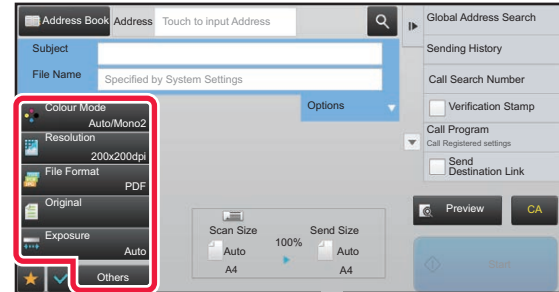 Address Book Address Touch to input Address
Subject
File Name Specified by System Settings
Options
Colour Mode
Auto/Mono2
Resolution
200x200dpi
File Format
PDF
Original
Exposure
Auto
Others
Scan Size
Auto
A4
100%
Send Size
Auto
A4
Global Address Search
Sending History
Call Search Number
Verification Stamp
Call Program
Call Registered settings
Send
Destination Link
Preview
CA
Start